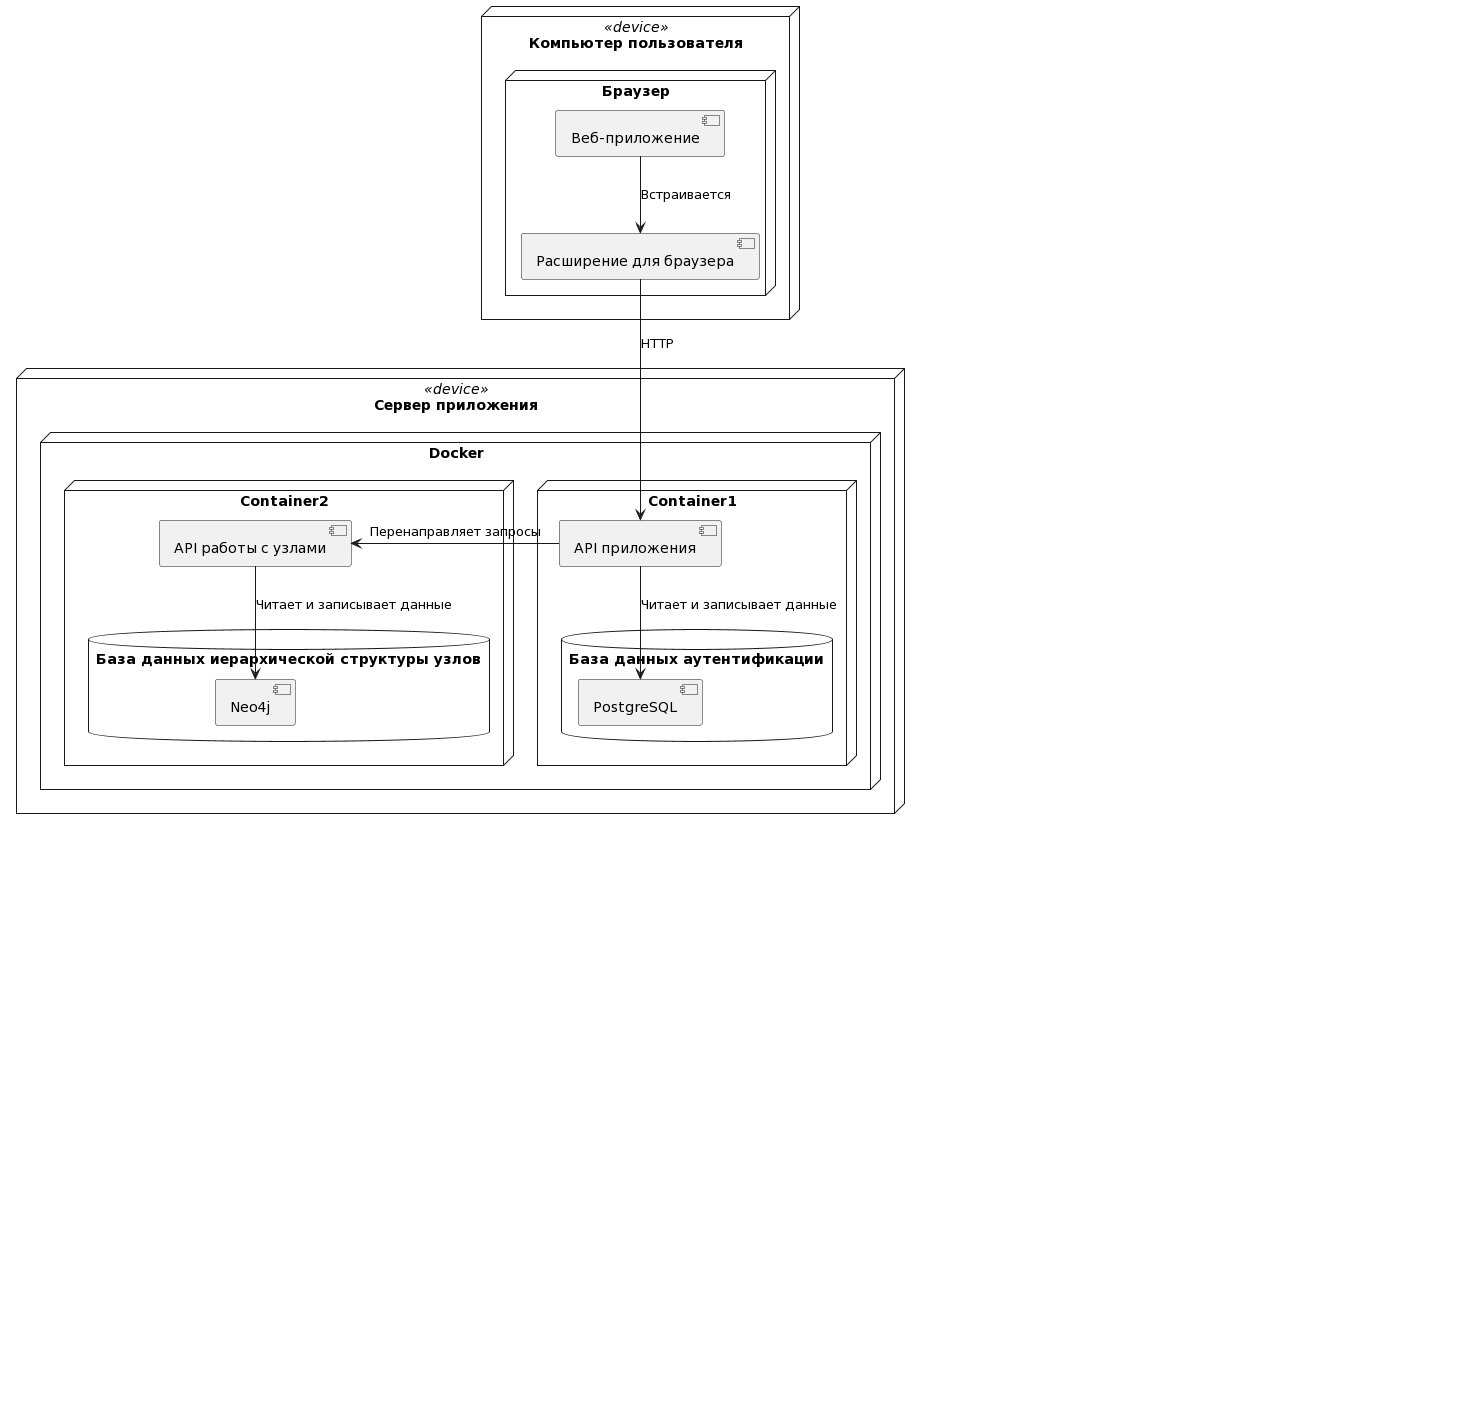 «device»
Компьютер пользователя
Браузер
Веб-приложение
Встраивается
Расширение для браузера
HTTP
«device»
Сервер приложения
Docker
Container2
Container1
Перенаправляет запросы
API работы с узлами
API приложения
Читает и записывает данные
Читает и записывает данные
База данных иерархической структуры узлов
База данных аутентификации
Neo4j
PostgreSQL